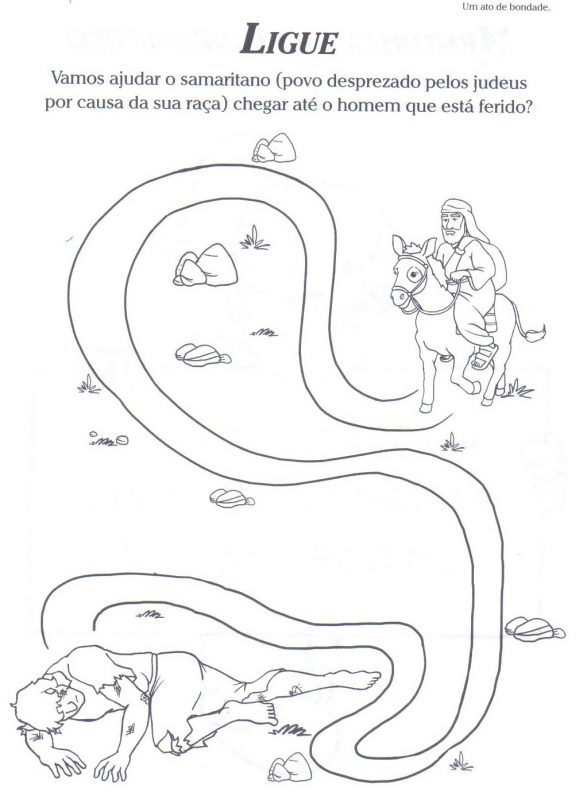 Um ato de bondade.
LIGUE
Vamos ajudar o samaritano (povo desprezado pelos judeus
por causa da sua raça) chegar até o homem que está ferido?